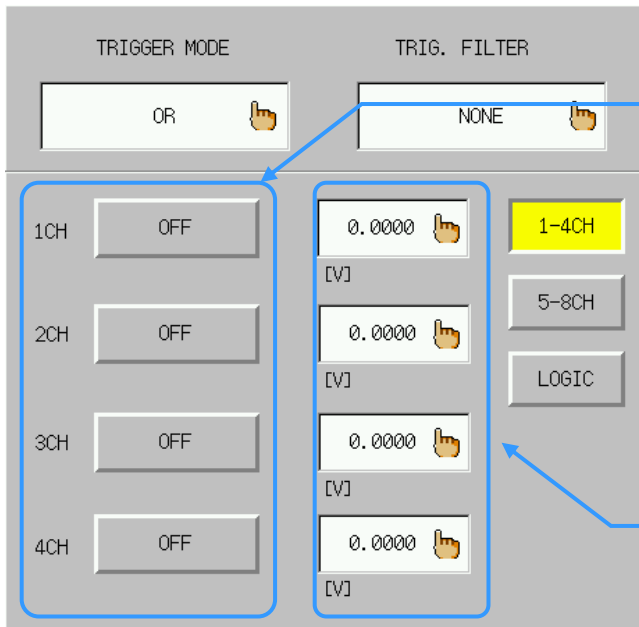 TRIGGER MODE TRIG. FILTER
OR NONE
1CH OFF 0.0000 1-4CH
[V]
5-8CH
2CH OFF 0.0000
[V] LOGIC
3CH OFF 0.0000
[V]
4CH OFF 0.0000
[V]